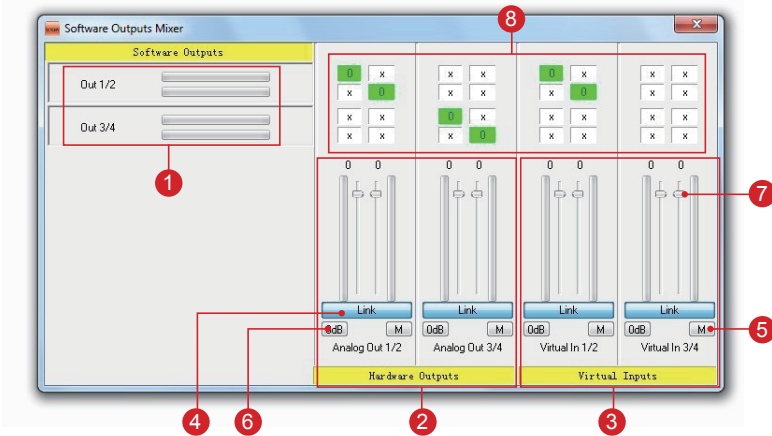 8
Software Outputs Mixer
x
Software Outputs
Out 1/2
Out 3/4
1
0 x x x 0 x x x
x 0 x x x 0 x x
x x 0 x x x x x
x x x 0 x x x x
0 0 0 0 0 0 0 0
7
Link Link Link Link
4
0dB M 0dB M 0dB M 0dB M
5
Analog Out 1/2 Analog Out 3/4 Virtual In 1/2 Virtual In 3/4
Hardware Outputs Virtual Inputs
4 6 2 3